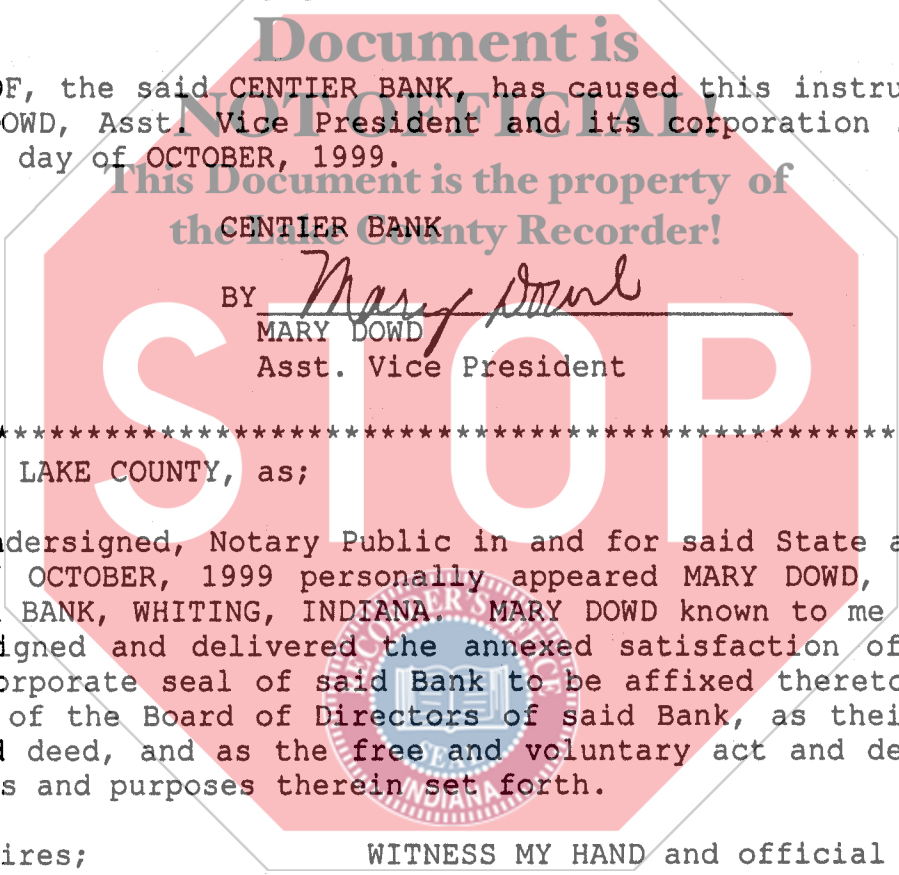 Document is
NOT OFFICIAL!
This Document is the property of
the Lake County Recorder!
STOP
OF, the said CENTIER BANK, has caused this instru
OWD, Asst. Vice President and its corporation
day of OCTOBER, 1999.
CENTIER BANK
BY Mary Dowd
MARY DOWD
Asst. Vice President
*************************************************
LAKE COUNTY, as;
dersigned, Notary Public in and for said State a
OCTOBER, 1999 personally appeared MARY DOWD,
BANK, WHITING, INDIANA. MARY DOWD known to me
igned and delivered the annexed satisfaction of
orporate seal of said Bank to be affixed thereto
of the Board of Directors of said Bank, as thei
d deed, and as the free and voluntary act and de
s and purposes therein set forth.
RECORDER'S OFFICE
SEAL
INDIANA
ires; WITNESS MY HAND and official